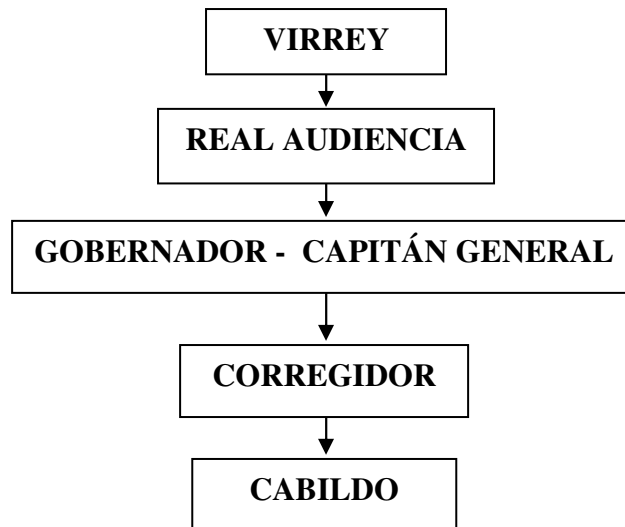 VIRREY
REAL AUDIENCIA
GOBERNADOR - CAPITÁN GENERAL
CORREGIDOR
CABILDO